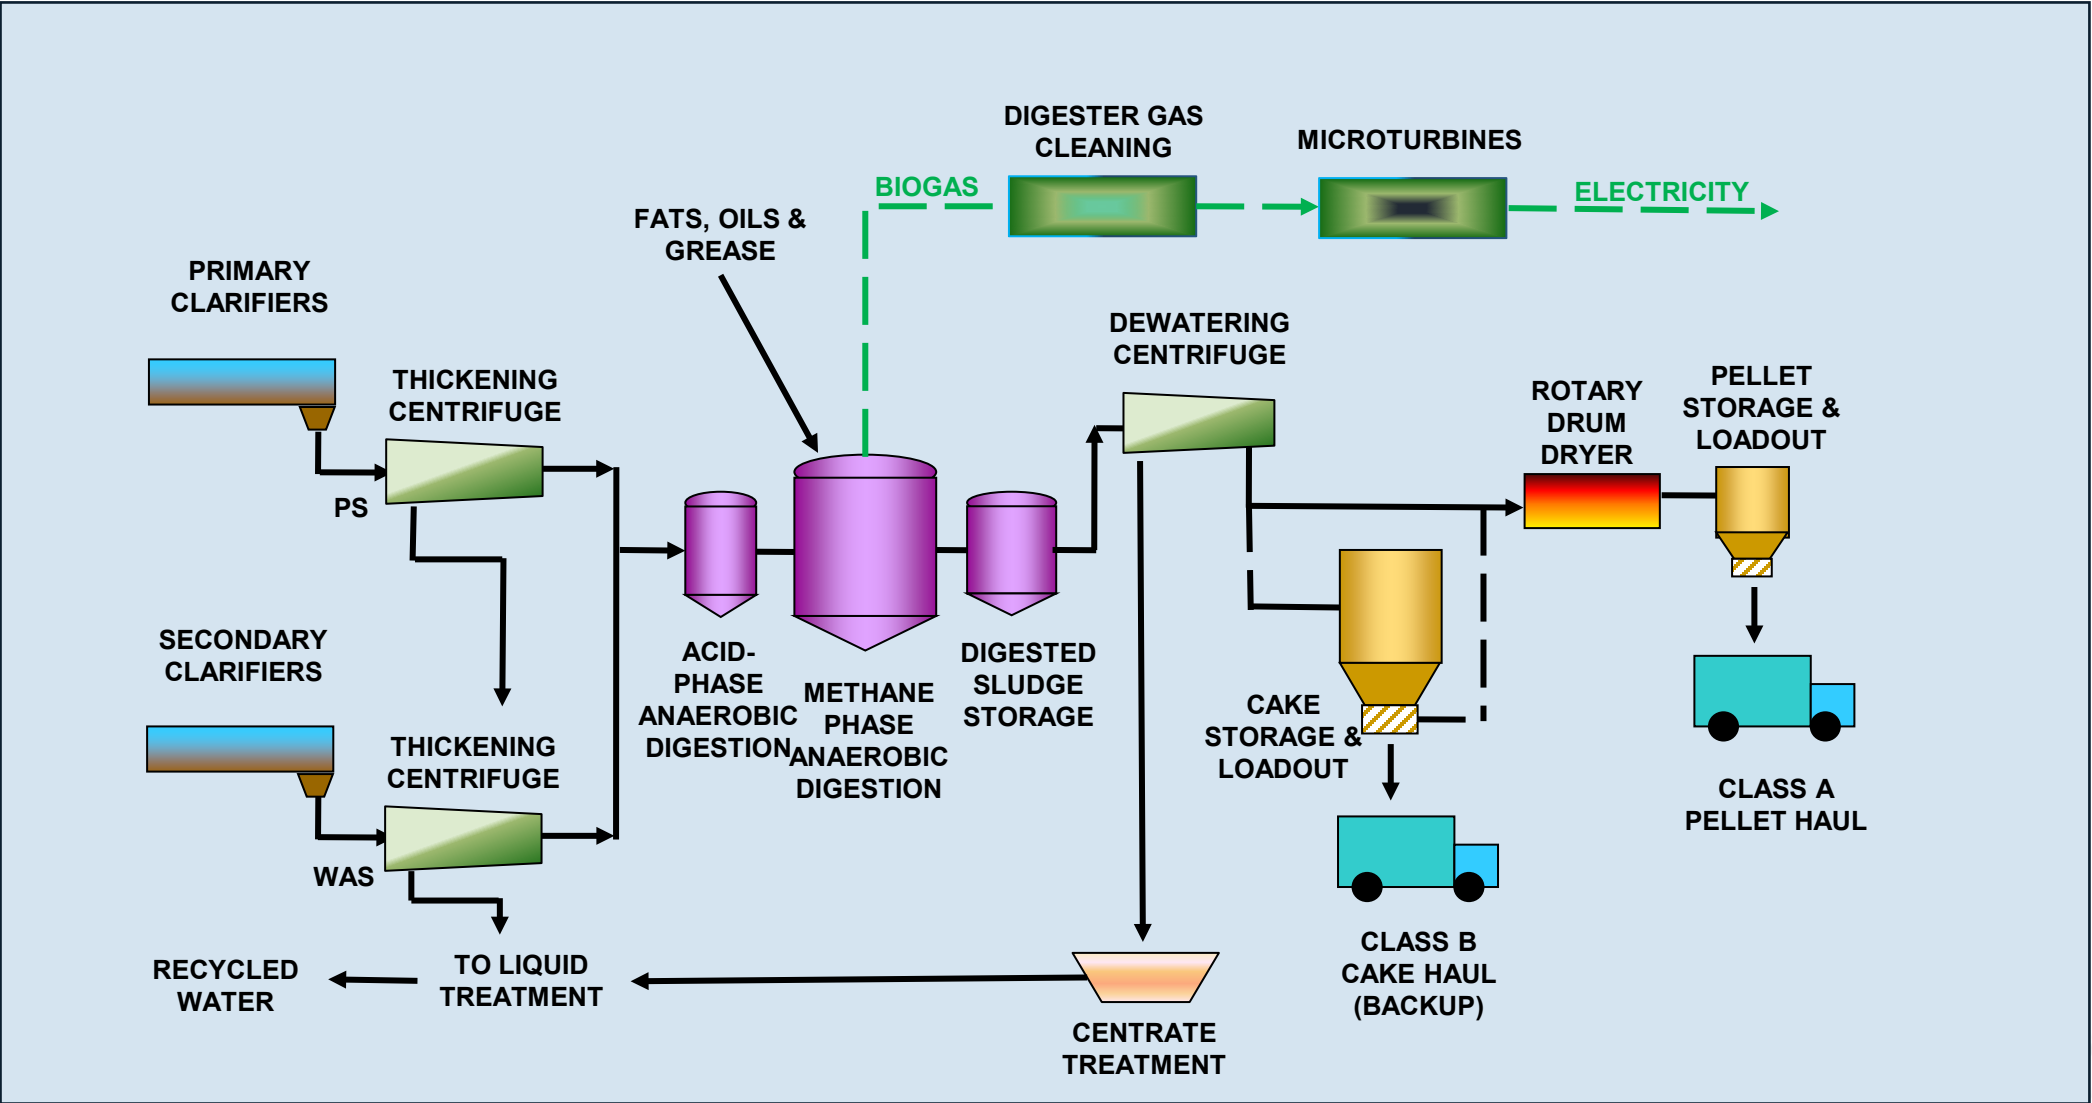 DIGESTER GAS
CLEANING
MICROTURBINES
BIOGAS
ELECTRICITY
FATS, OILS &
GREASE
PRIMARY
CLARIFIERS
THICKENING
CENTRIFUGE
PS
DEWATERING
CENTRIFUGE
ROTARY
DRUM
DRYER
PELLET
STORAGE &
LOADOUT
SECONDARY
CLARIFIERS
THICKENING
CENTRIFUGE
WAS
ACID-
PHASE
ANAEROBIC
DIGESTION
METHANE
PHASE
ANAEROBIC
DIGESTION
DIGESTED
SLUDGE
STORAGE
CAKE
STORAGE &
LOADOUT
CLASS A
PELLET HAUL
CLASS B
CAKE HAUL
(BACKUP)
RECYCLED
WATER
TO LIQUID
TREATMENT
CENTRATE
TREATMENT